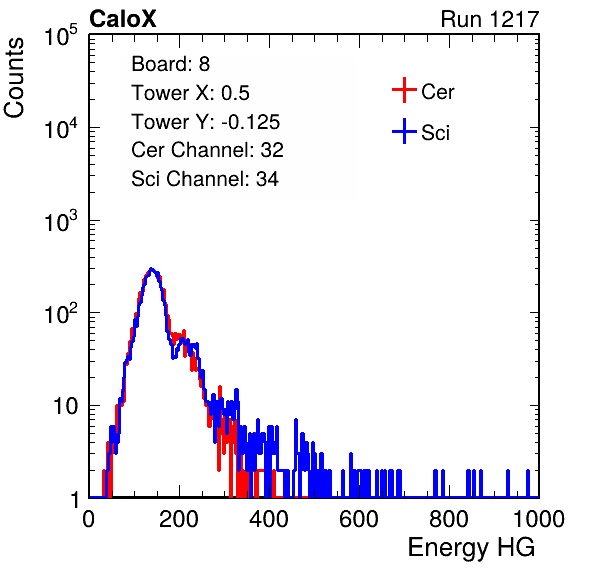 CaloX Run 1217
Counts
Board: 8
Tower X: 0.5
Tower Y: -0.125
Cer Channel: 32
Sci Channel: 34
Cer
Sci
10^5
10^4
10^3
10^2
10
1
0 200 400 600 800 1000
Energy HG